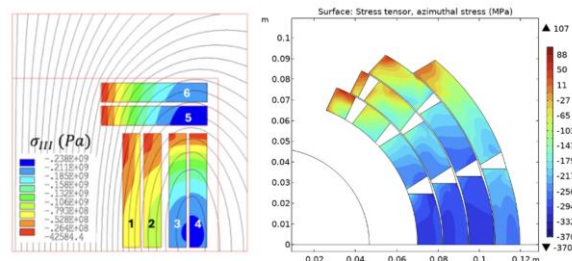 σIII (Pa)
-.238E+09
-.211E+09
-.185E+09
-.158E+09
-.132E+09
-.106E+09
-.793E+08
-.528E+08
-.264E+08
-42584.4
6
5
1 2 3 4
Surface: Stress tensor, azimuthal stress (MPa)
m
0.1
0.09
0.08
0.07
0.06
0.05
0.04
0.03
0.02
0.01
0
0.02 0.04 0.06 0.08 0.1 0.12 m
107
88
50
11
-27
-65
-103
-141
-179
-217
-256
-294
-332
-370
-370